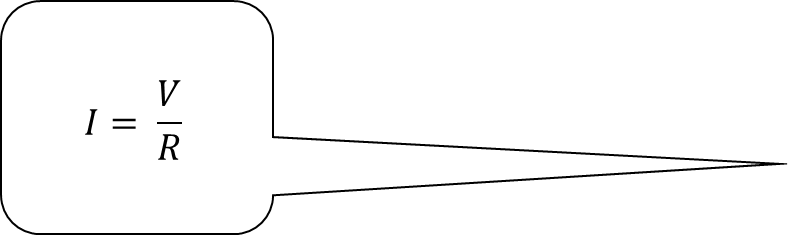 I = V/R